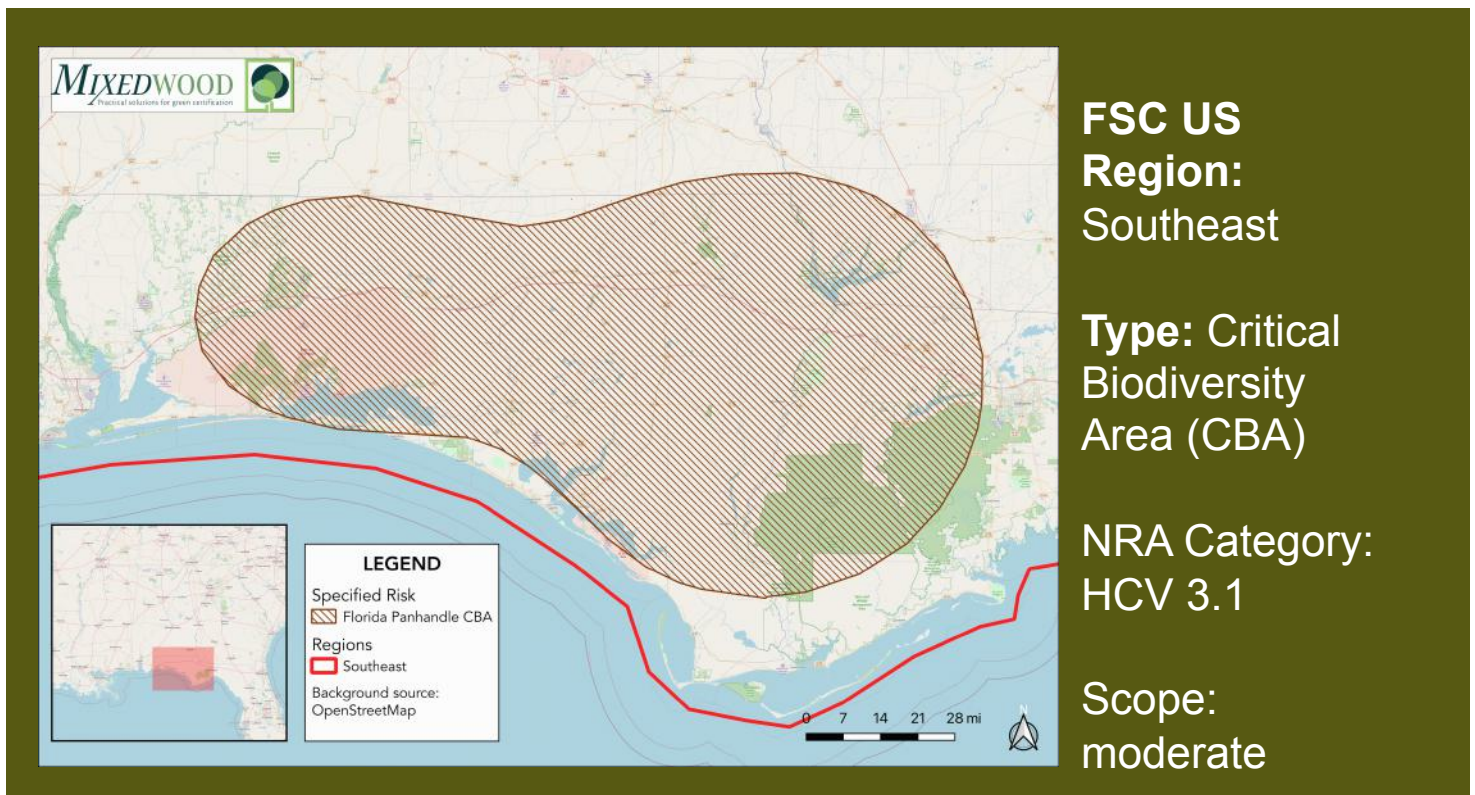 MIXEDWOOD
Practical solutions for green certification
FSC US
Region:
Southeast
Type: Critical
Biodiversity
Area (CBA)
NRA Category:
HCV 3.1
Scope:
moderate
LEGEND
Specified Risk
Florida Panhandle CBA
Regions
Southeast
Background source:
OpenStreetMap
0 7 14 21 28 mi
N